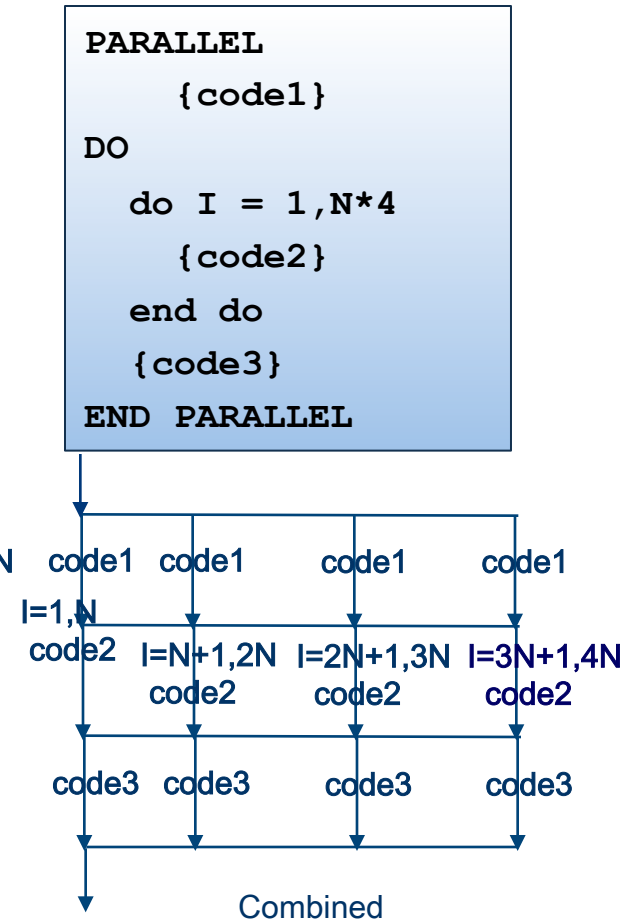 PARALLEL
{code1}
DO
do I = 1,N*4
{code2}
end do
{code3}
END PARALLEL
N code1 code1 code1 code1
I=1,N
code2 I=N+1,2N I=2N+1,3N I=3N+1,4N
code2 code2 code2
code3 code3 code3 code3
Combined